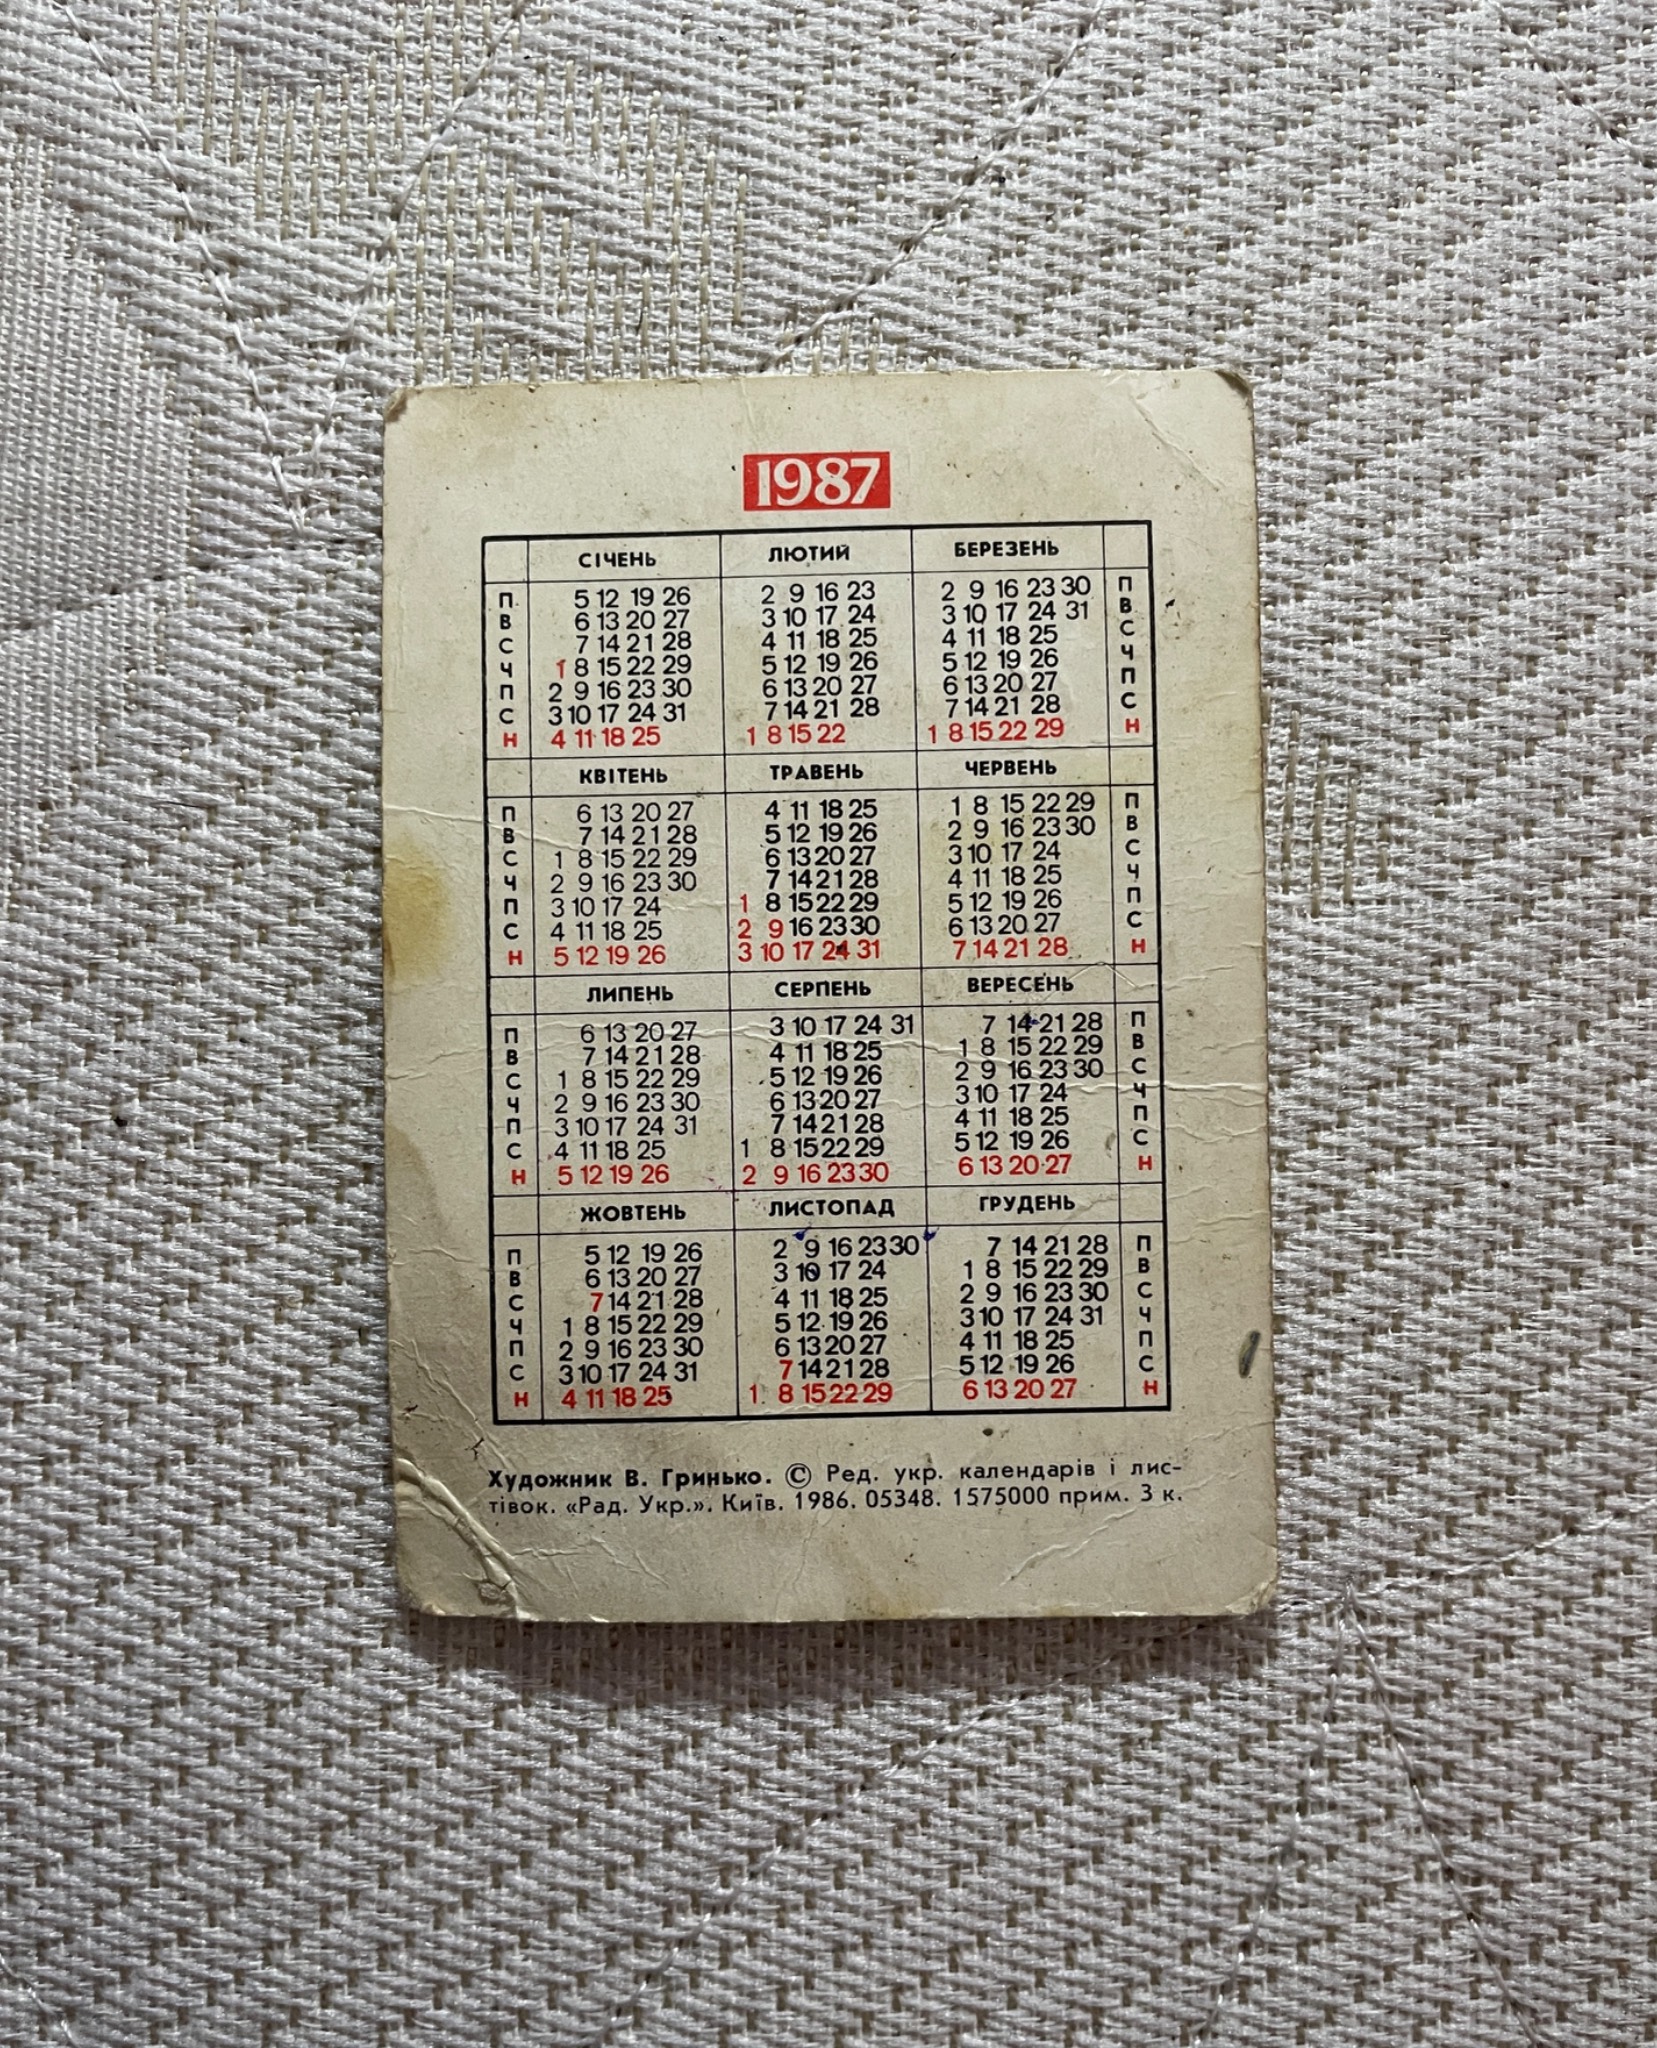 1987
СІЧЕНЬ ЛЮТИЙ БЕРЕЗЕНЬ
П 5 12 19 26 2 9 16 23 2 9 16 23 30 П
В 6 13 20 27 3 10 17 24 3 10 17 24 31 В
С 7 14 21 28 4 11 18 25 4 11 18 25 С
Ч 1 8 15 22 29 5 12 19 26 5 12 19 26 Ч
П 2 9 16 23 30 6 13 20 27 6 13 20 27 П
С 3 10 17 24 31 7 14 21 28 7 14 21 28 С
Н 4 11 18 25 1 8 15 22 1 8 15 22 29 Н
КВІТЕНЬ ТРАВЕНЬ ЧЕРВЕНЬ
П 6 13 20 27 4 11 18 25 1 8 15 22 29 П
В 7 14 21 28 5 12 19 26 2 9 16 23 30 В
С 1 8 15 22 29 6 13 20 27 3 10 17 24 С
Ч 2 9 16 23 30 7 14 21 28 4 11 18 25 Ч
П 3 10 17 24 1 8 15 22 29 5 12 19 26 П
С 4 11 18 25 2 9 16 23 30 6 13 20 27 С
Н 5 12 19 26 3 10 17 24 31 7 14 21 28 Н
ЛИПЕНЬ СЕРПЕНЬ ВЕРЕСЕНЬ
П 6 13 20 27 3 10 17 24 31 7 14 21 28 П
В 7 14 21 28 4 11 18 25 1 8 15 22 29 В
С 1 8 15 22 29 5 12 19 26 2 9 16 23 30 С
Ч 2 9 16 23 30 6 13 20 27 3 10 17 24 Ч
П 3 10 17 24 31 7 14 21 28 4 11 18 25 П
С 4 11 18 25 1 8 15 22 29 5 12 19 26 С
Н 5 12 19 26 2 9 16 23 30 6 13 20 27 Н
ЖОВТЕНЬ ЛИСТОПАД ГРУДЕНЬ
П 5 12 19 26 2 9 16 23 30 7 14 21 28 П
В 6 13 20 27 3 10 17 24 1 8 15 22 29 В
С 7 14 21 28 4 11 18 25 2 9 16 23 30 С
Ч 1 8 15 22 29 5 12 19 26 3 10 17 24 31 Ч
П 2 9 16 23 30 6 13 20 27 4 11 18 25 П
С 3 10 17 24 31 7 14 21 28 5 12 19 26 С
Н 4 11 18 25 1 8 15 22 29 6 13 20 27 Н
Художник В. Гринько. © Ред. укр. календарів і лис-
тівок. «Рад. Укр.». Київ. 1986. 05348. 1575000 прим. 3 к.